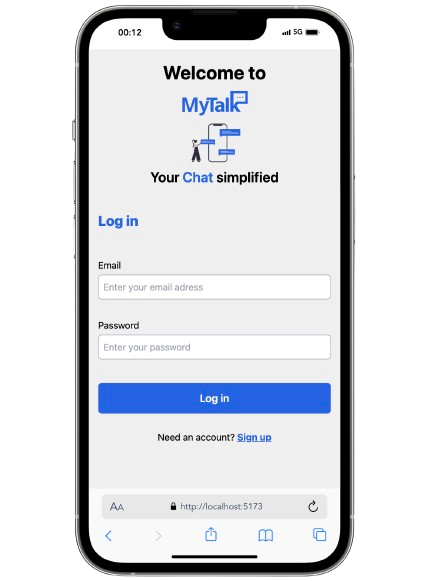 00:12
5G
Welcome to
MyTalk
Your Chat simplified
Log in
Email
Enter your email adress
Password
Enter your password
Log in
Need an account? Sign up
AA
http://localhost:5173